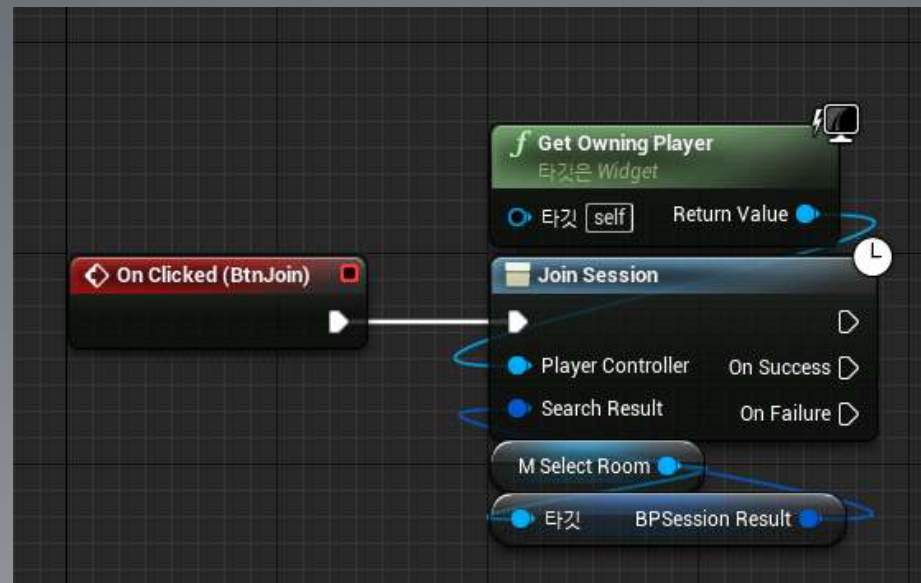 Get Owning Player
타깃은 Widget
타깃 self Return Value
On Clicked (BtnJoin)
Join Session
Player Controller On Success
Search Result On Failure
M Select Room
타깃 BPSession Result